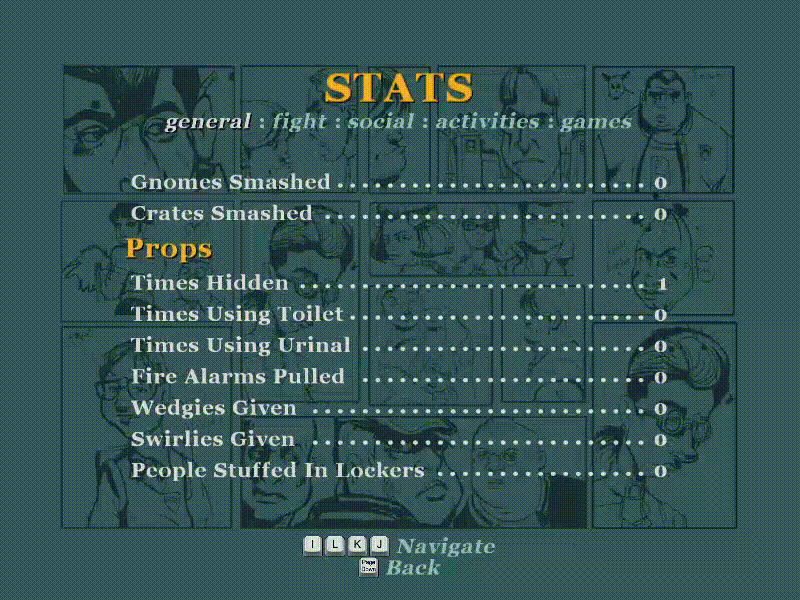 STATS
general : fight : social : activities : games
Gnomes Smashed . . . . . . . . . . . . . . . . . . . . . . . . . 0
Crates Smashed . . . . . . . . . . . . . . . . . . . . . . . . . . 0
Props
Times Hidden . . . . . . . . . . . . . . . . . . . . . . . . . . . . 1
Times Using Toilet . . . . . . . . . . . . . . . . . . . . . . . . 0
Times Using Urinal . . . . . . . . . . . . . . . . . . . . . . . 0
Fire Alarms Pulled . . . . . . . . . . . . . . . . . . . . . . . 0
Wedgies Given . . . . . . . . . . . . . . . . . . . . . . . . . . . 0
Swirlies Given . . . . . . . . . . . . . . . . . . . . . . . . . . . 0
People Stuffed In Lockers . . . . . . . . . . . . . . . . . 0
I L K J Navigate
Page Down Back